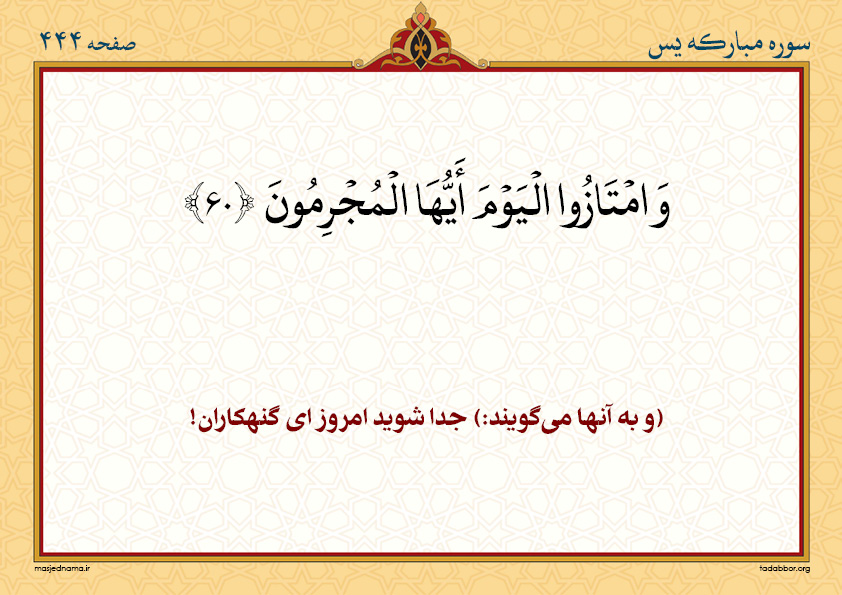 سوره مبارکه یس
صفحه ۴۴۴
وَ امْتَازُوا الْیَوْمَ أَیُّهَا الْمُجْرِمُونَ ﴿۶۰﴾
(و به آنها می‌گویند:) جدا شوید امروز ای گنهکاران!
masjednama.ir
tadabbor.org